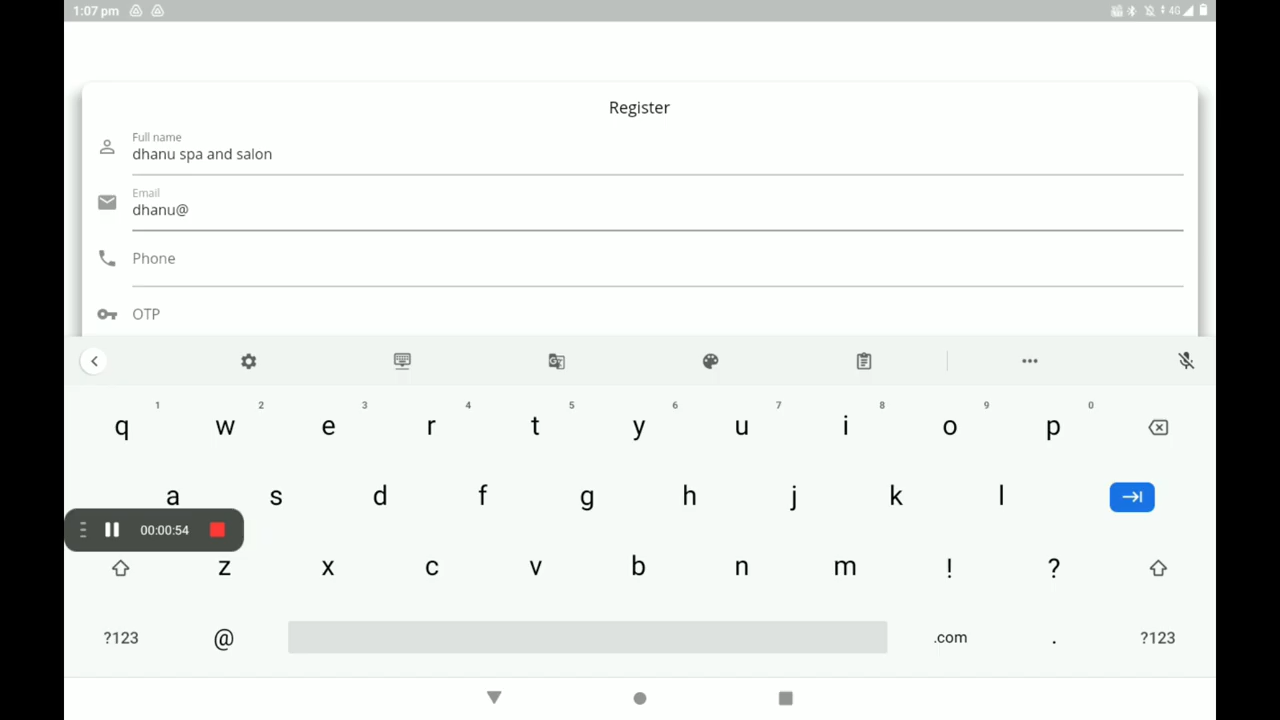 1:07 pm
4G
Register
Full name
dhanu spa and salon
Email
dhanu@
Phone
OTP
1 2 3 4 5 6 7 8 9 0
q w e r t y u i o p
a s d f g h j k l
00:00:54
z x c v b n m ! ?
?123 @ .com . ?123